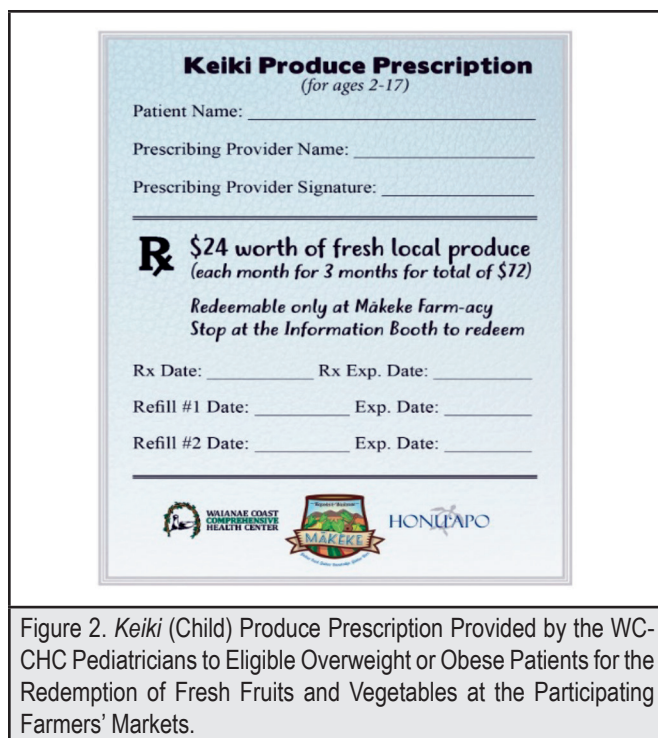 Keiki Produce Prescription
(for ages 2-17)
Patient Name:
Prescribing Provider Name:
Prescribing Provider Signature:
Rx $24 worth of fresh local produce
(each month for 3 months for total of $72)
Redeemable only at Mākeke Farm-acy
Stop at the Information Booth to redeem
Rx Date: Rx Exp. Date:
Refill #1 Date: Exp. Date:
Refill #2 Date: Exp. Date:
WAIANAE COAST
COMPREHENSIVE
HEALTH CENTER
MĀKEKE
HONU'APO
Figure 2. Keiki (Child) Produce Prescription Provided by the WC-
CHC Pediatricians to Eligible Overweight or Obese Patients for the
Redemption of Fresh Fruits and Vegetables at the Participating
Farmers' Markets.